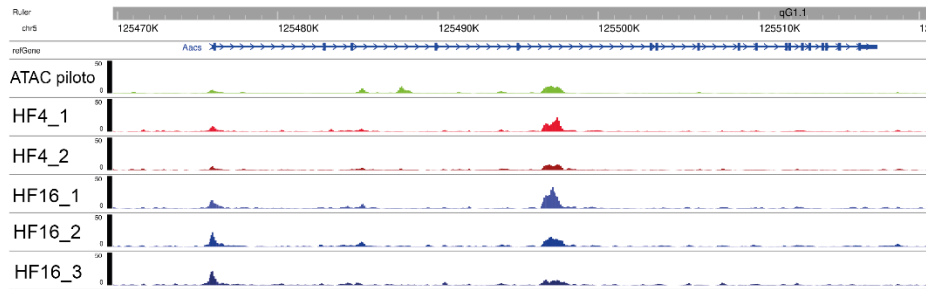 Ruler qG1.1
chr5 125470K 125480K 125490K 125500K 125510K
refGene Aacs
ATAC piloto 50 0
HF4_1 50 0
HF4_2 50 0
HF16_1 50 0
HF16_2 50 0
HF16_3 50 0